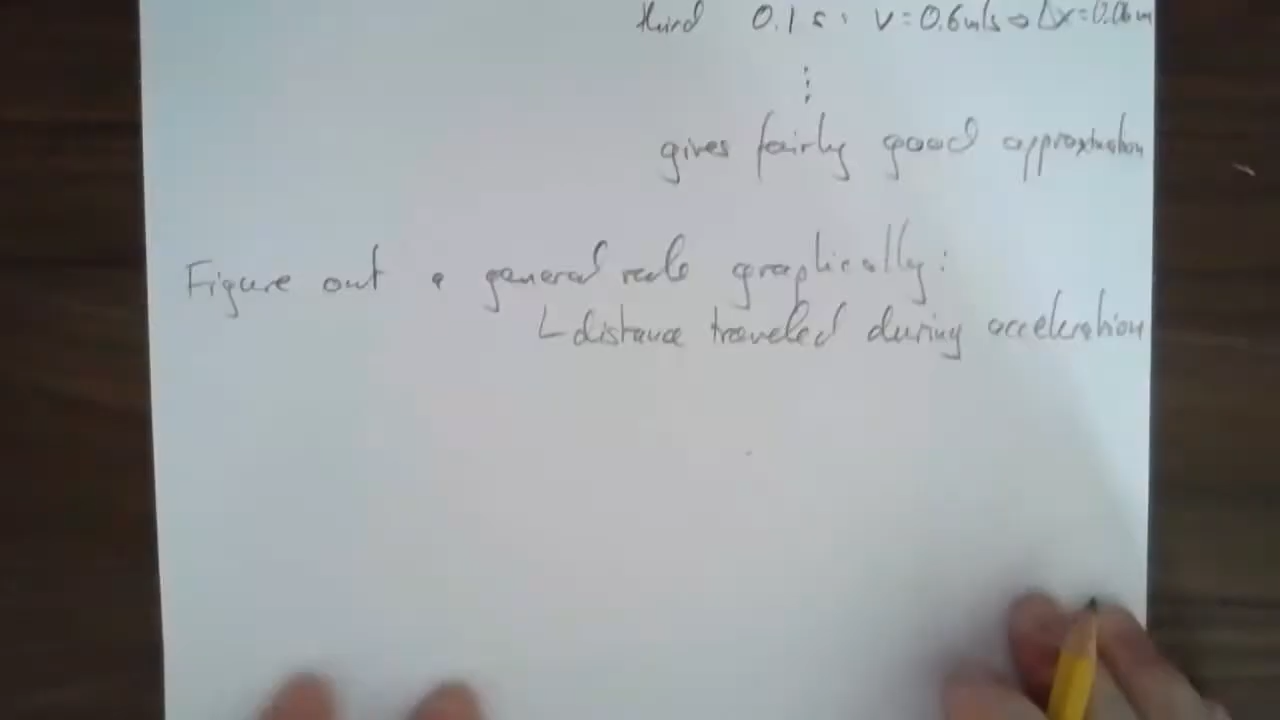 third 0.1 s: v = 0.6 m/s ⇒ Δx = 0.06 m
⋮
gives fairly good approximation
Figure out a general rule graphically:
∟ distance traveled during acceleration